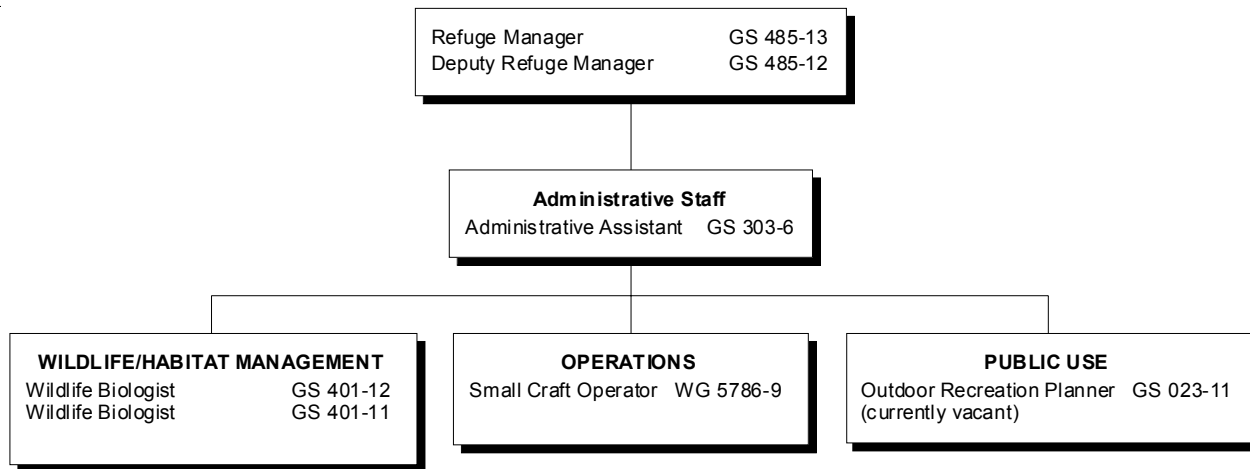 Refuge Manager GS 485-13
Deputy Refuge Manager GS 485-12
Administrative Staff
Administrative Assistant GS 303-6
WILDLIFE/HABITAT MANAGEMENT
Wildlife Biologist GS 401-12
Wildlife Biologist GS 401-11
OPERATIONS
Small Craft Operator WG 5786-9
PUBLIC USE
Outdoor Recreation Planner GS 023-11
(currently vacant)